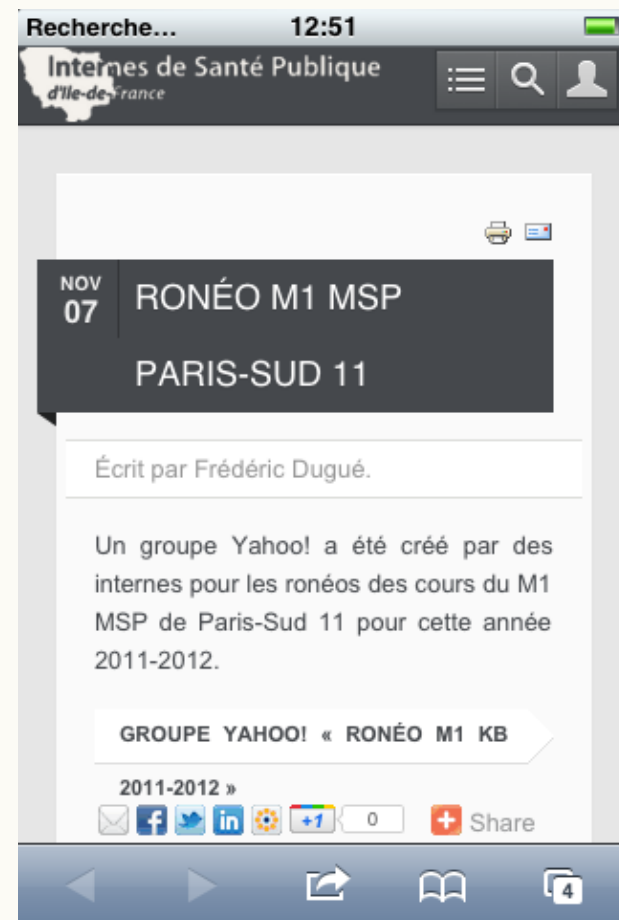 Recherche... 12:51
Internes de Santé Publique
d'Ile-de-France
NOV
07
RONÉO M1 MSP
PARIS-SUD 11
Écrit par Frédéric Dugué.
Un groupe Yahoo! a été créé par des
internes pour les ronéos des cours du M1
MSP de Paris-Sud 11 pour cette année
2011-2012.
GROUPE YAHOO! « RONÉO M1 KB
2011-2012 »
+1 0 Share
4